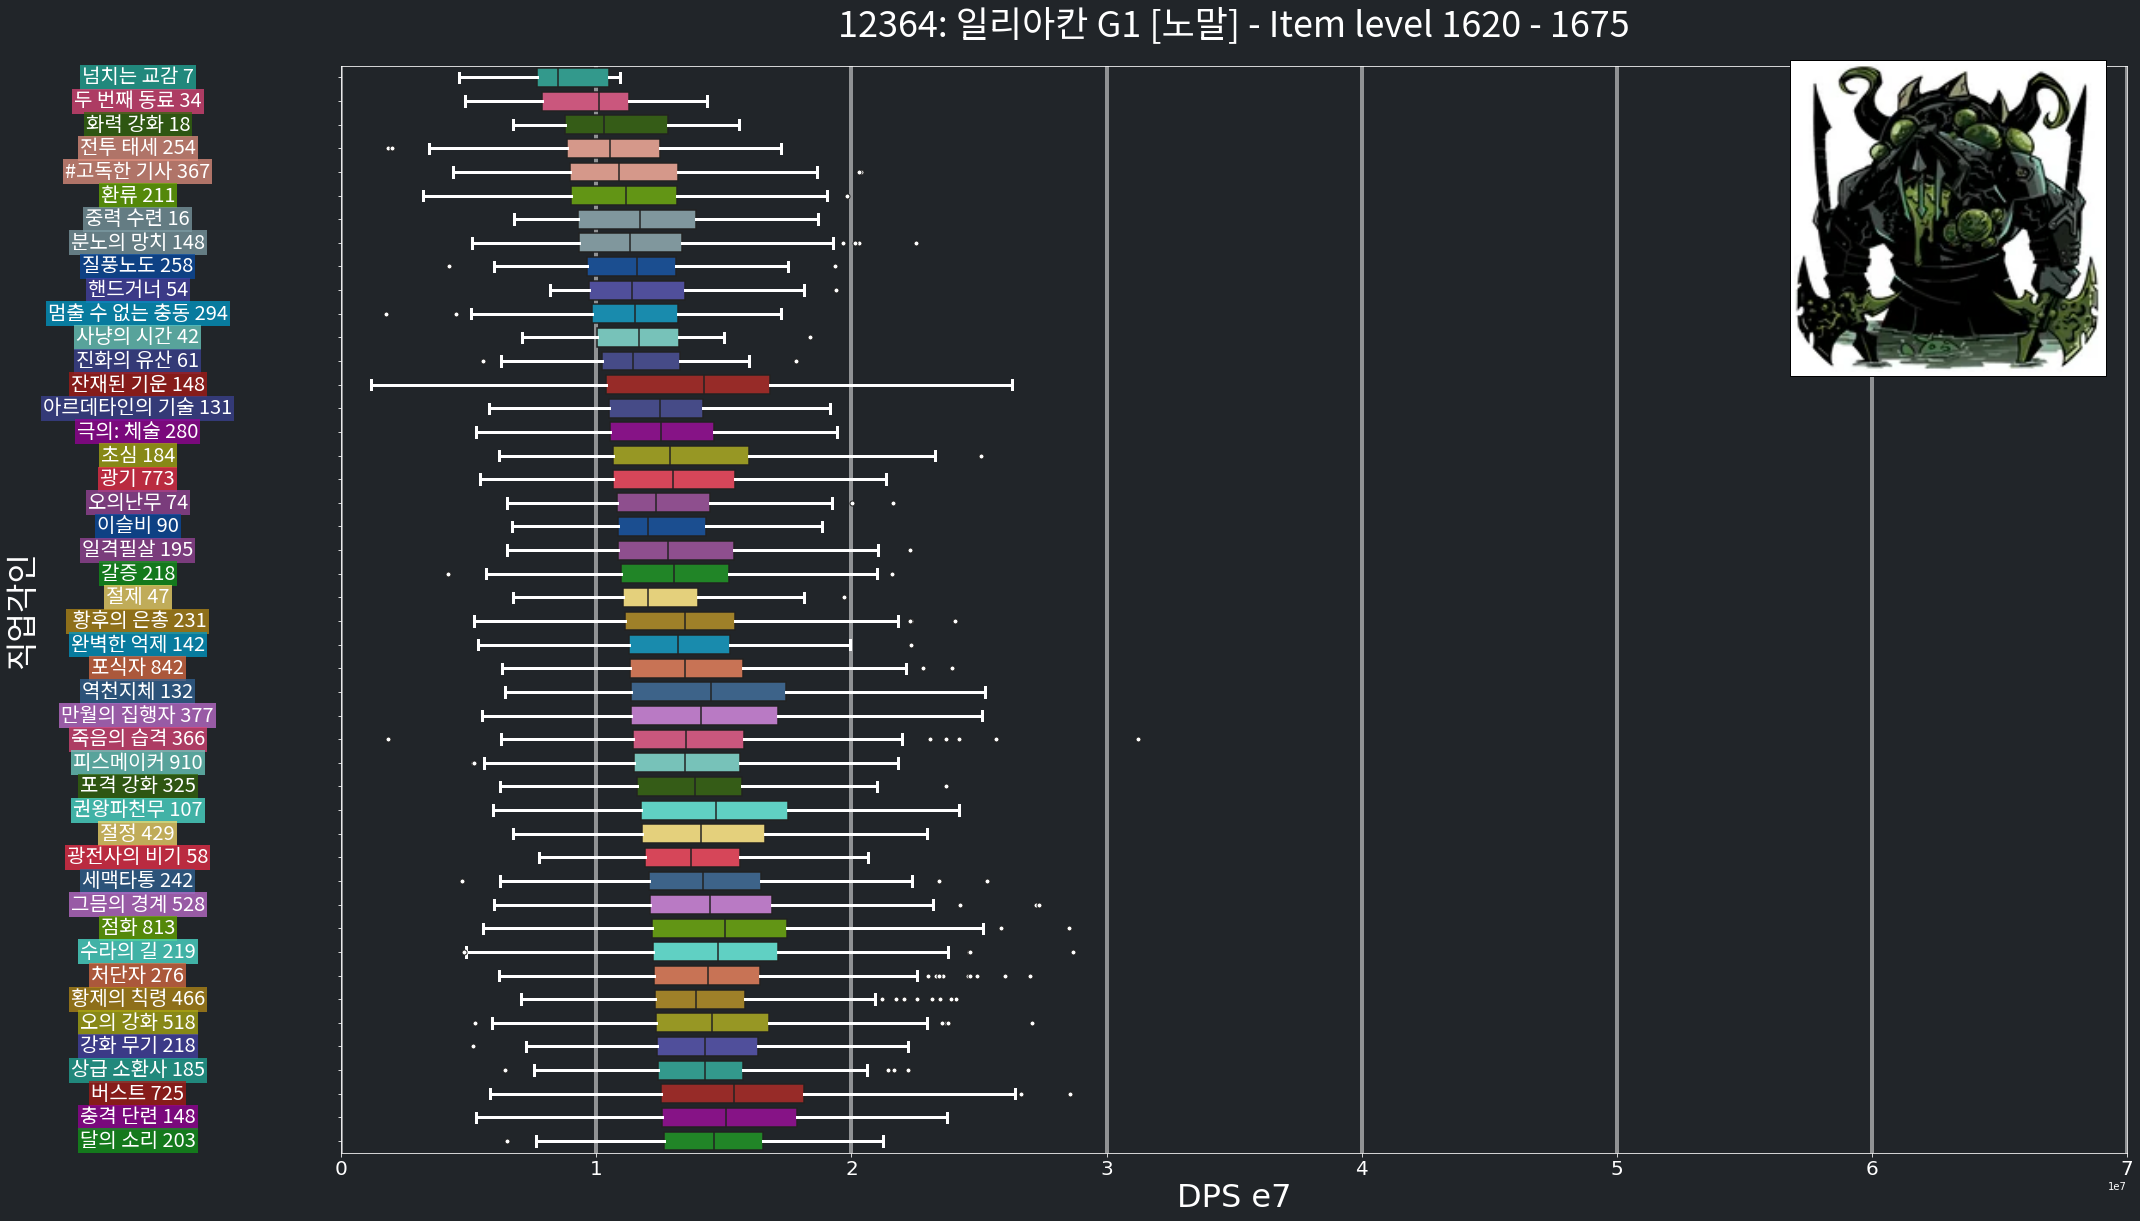 12364: 일리아칸 G1 [노말] - Item level 1620 - 1675
넘치는 교감 7
두 번째 동료 34
화력 강화 18
전투 태세 254
#고독한 기사 367
환류 211
중력 수련 16
분노의 망치 148
질풍노도 258
핸드거너 54
멈출 수 없는 충동 294
사냥의 시간 42
진화의 유산 61
잔재된 기운 148
아르데타인의 기술 131
극의: 체술 280
초심 184
광기 773
오의난무 74
이슬비 90
일격필살 195
갈증 218
절제 47
황후의 은총 231
완벽한 억제 142
포식자 842
역천지체 132
만월의 집행자 377
죽음의 습격 366
피스메이커 910
포격 강화 325
권왕파천무 107
절정 429
광전사의 비기 58
세맥타통 242
그믐의 경계 528
점화 813
수라의 길 219
처단자 276
황제의 칙령 466
오의 강화 518
강화 무기 218
상급 소환사 185
버스트 725
충격 단련 148
달의 소리 203
직업각인
0 1 2 3 4 5 6 7
1e7
DPS e7